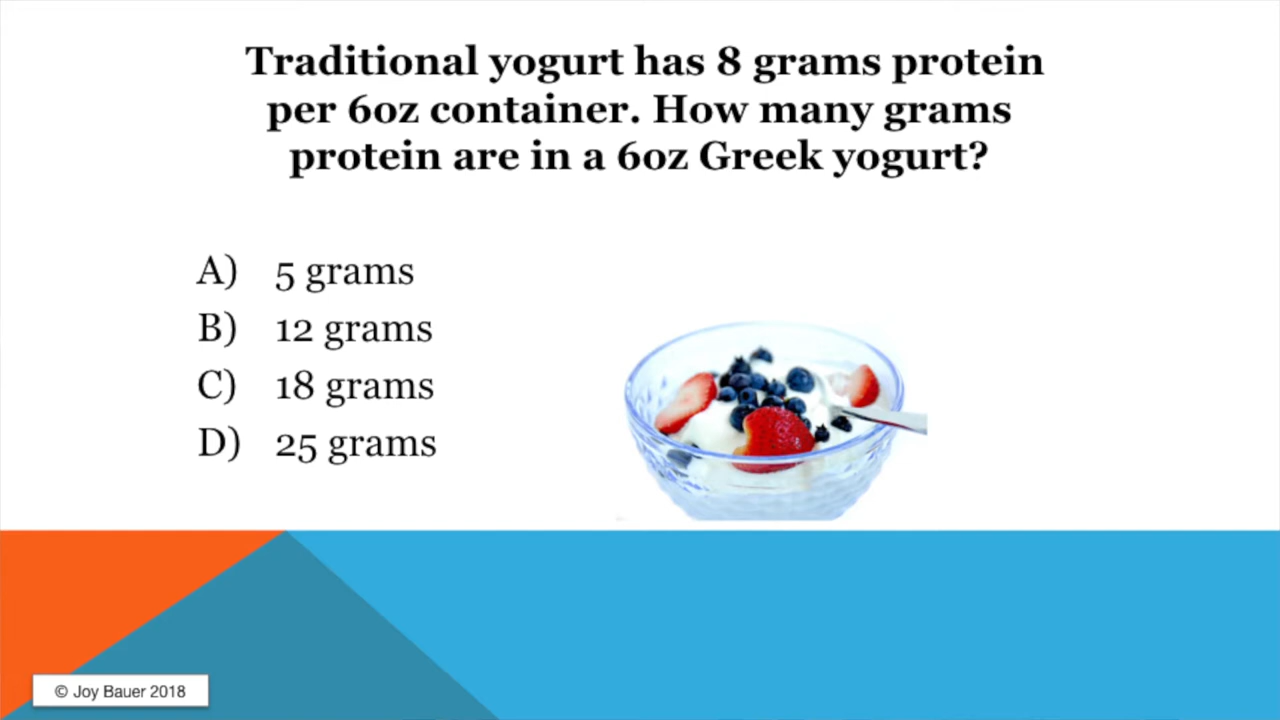 Traditional yogurt has 8 grams protein
per 6oz container. How many grams
protein are in a 6oz Greek yogurt?
A) 5 grams
B) 12 grams
C) 18 grams
D) 25 grams
© Joy Bauer 2018